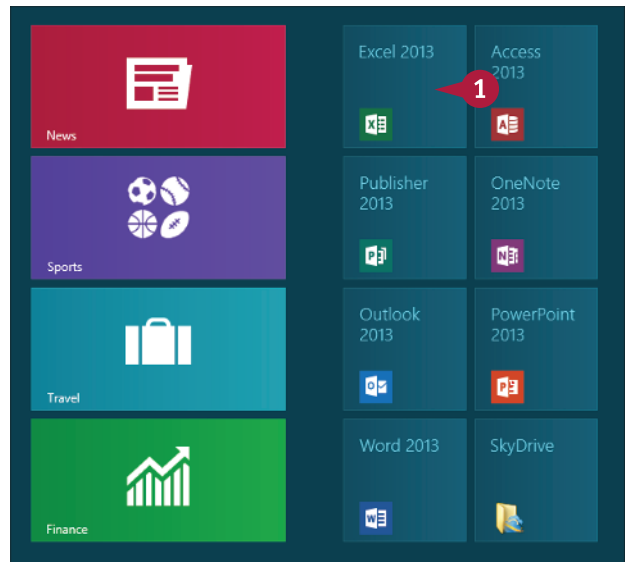 News
Sports
Travel
Finance
Excel 2013
1
Access
2013
Publisher
2013
OneNote
2013
Outlook
2013
PowerPoint
2013
Word 2013
SkyDrive